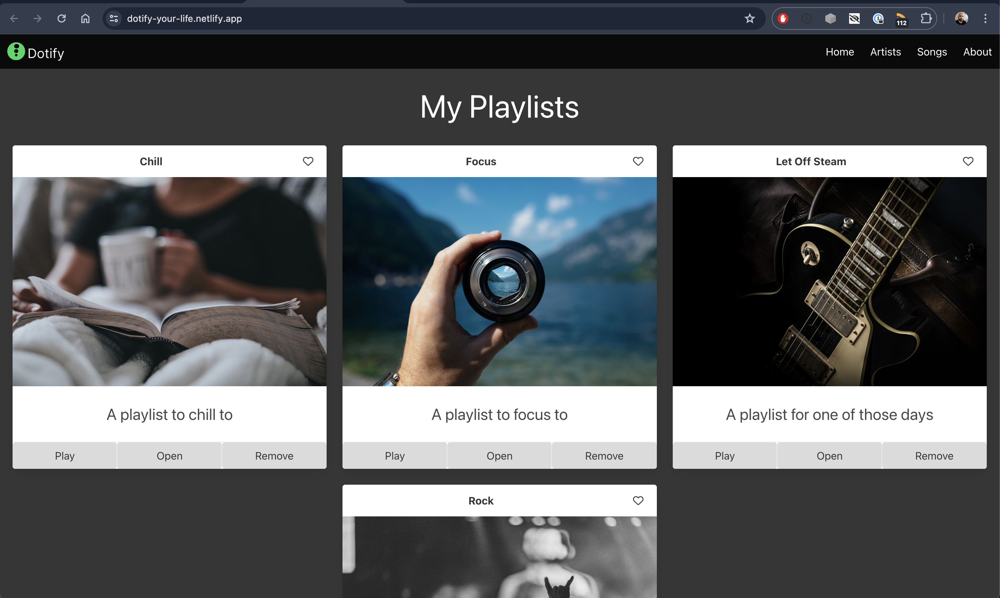 dotify-your-life.netlify.app
112
Dotify
Home Artists Songs About
My Playlists
Chill
Focus
Let Off Steam
A playlist to chill to
A playlist to focus to
A playlist for one of those days
Play Open Remove
Play Open Remove
Play Open Remove
Rock